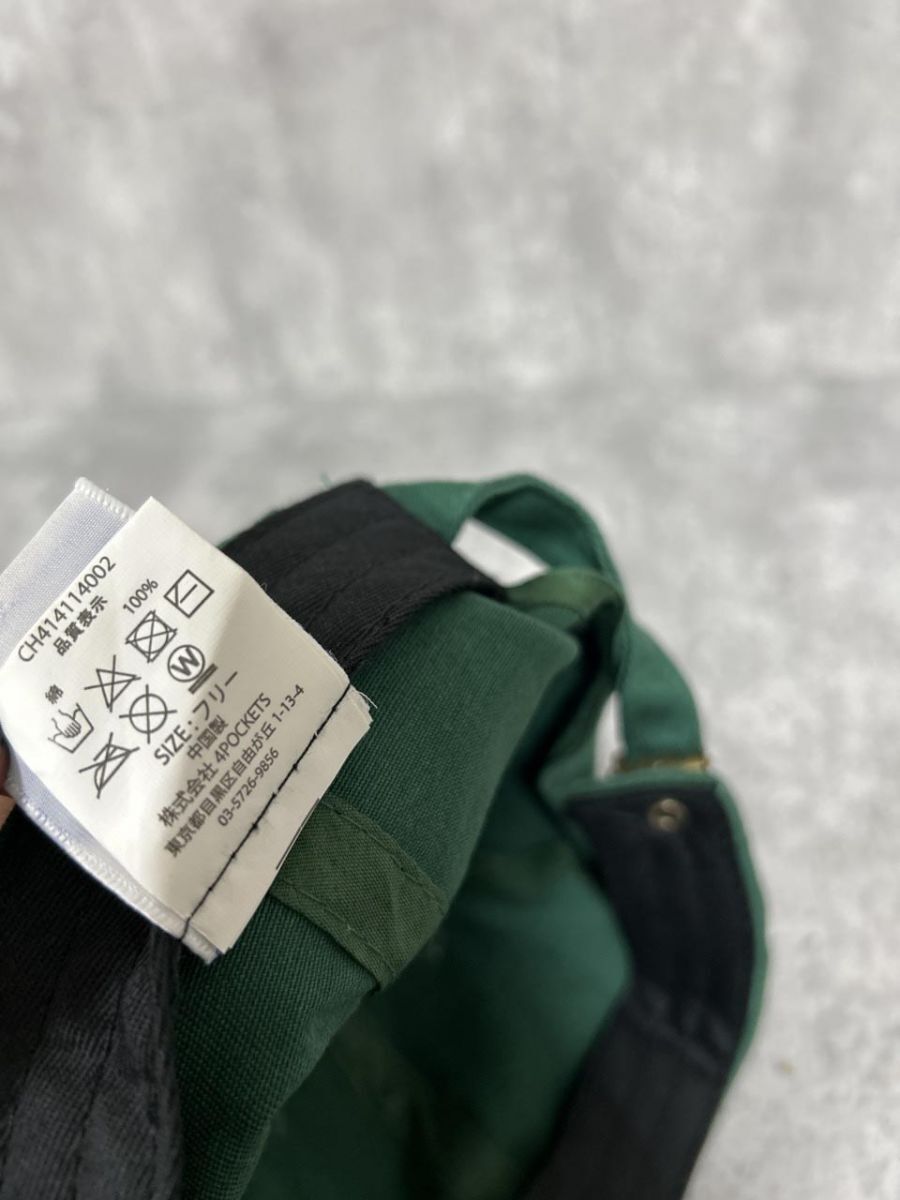 CH414114002
品質表示
綿 100%
W
SIZE：フリー
中国製
株式会社 4POCKETS
東京都目黒区自由が丘 1-13-4
03-5726-9856